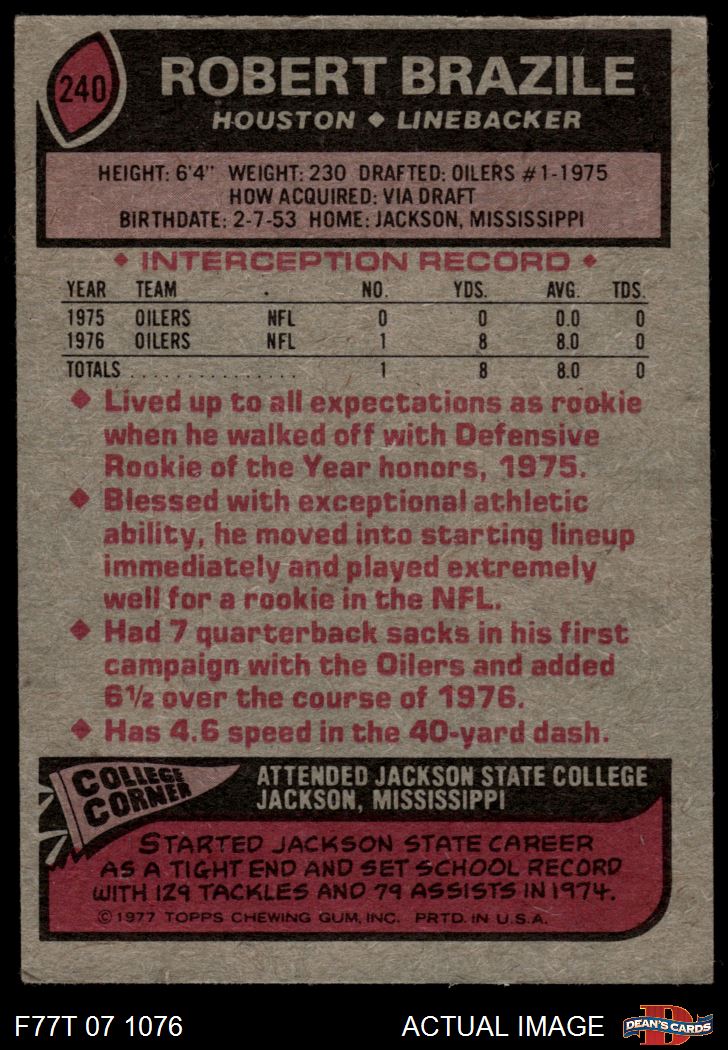 240
ROBERT BRAZILE
HOUSTON ◆ LINEBACKER
HEIGHT: 6'4" WEIGHT: 230 DRAFTED: OILERS #1-1975
HOW ACQUIRED: VIA DRAFT
BIRTHDATE: 2-7-53 HOME: JACKSON, MISSISSIPPI
◆ INTERCEPTION RECORD ◆
YEAR TEAM NO. YDS. AVG. TDS.
1975 OILERS NFL 0 0 0.0 0
1976 OILERS NFL 1 8 8.0 0
TOTALS . . . . . . . . . . . . . . . . 1 8 8.0 0
◆ Lived up to all expectations as rookie
when he walked off with Defensive
Rookie of the Year honors, 1975.
◆ Blessed with exceptional athletic
ability, he moved into starting lineup
immediately and played extremely
well for a rookie in the NFL.
◆ Had 7 quarterback sacks in his first
campaign with the Oilers and added
6½ over the course of 1976.
◆ Has 4.6 speed in the 40-yard dash.
COLLEGE
CORNER
ATTENDED JACKSON STATE COLLEGE
JACKSON, MISSISSIPPI
STARTED JACKSON STATE CAREER
AS A TIGHT END AND SET SCHOOL RECORD
WITH 129 TACKLES AND 79 ASSISTS IN 1974.
© 1977 TOPPS CHEWING GUM, INC. PRTD. IN U.S.A.
F77T 07 1076
ACTUAL IMAGE
D
DEAN'S CARDS